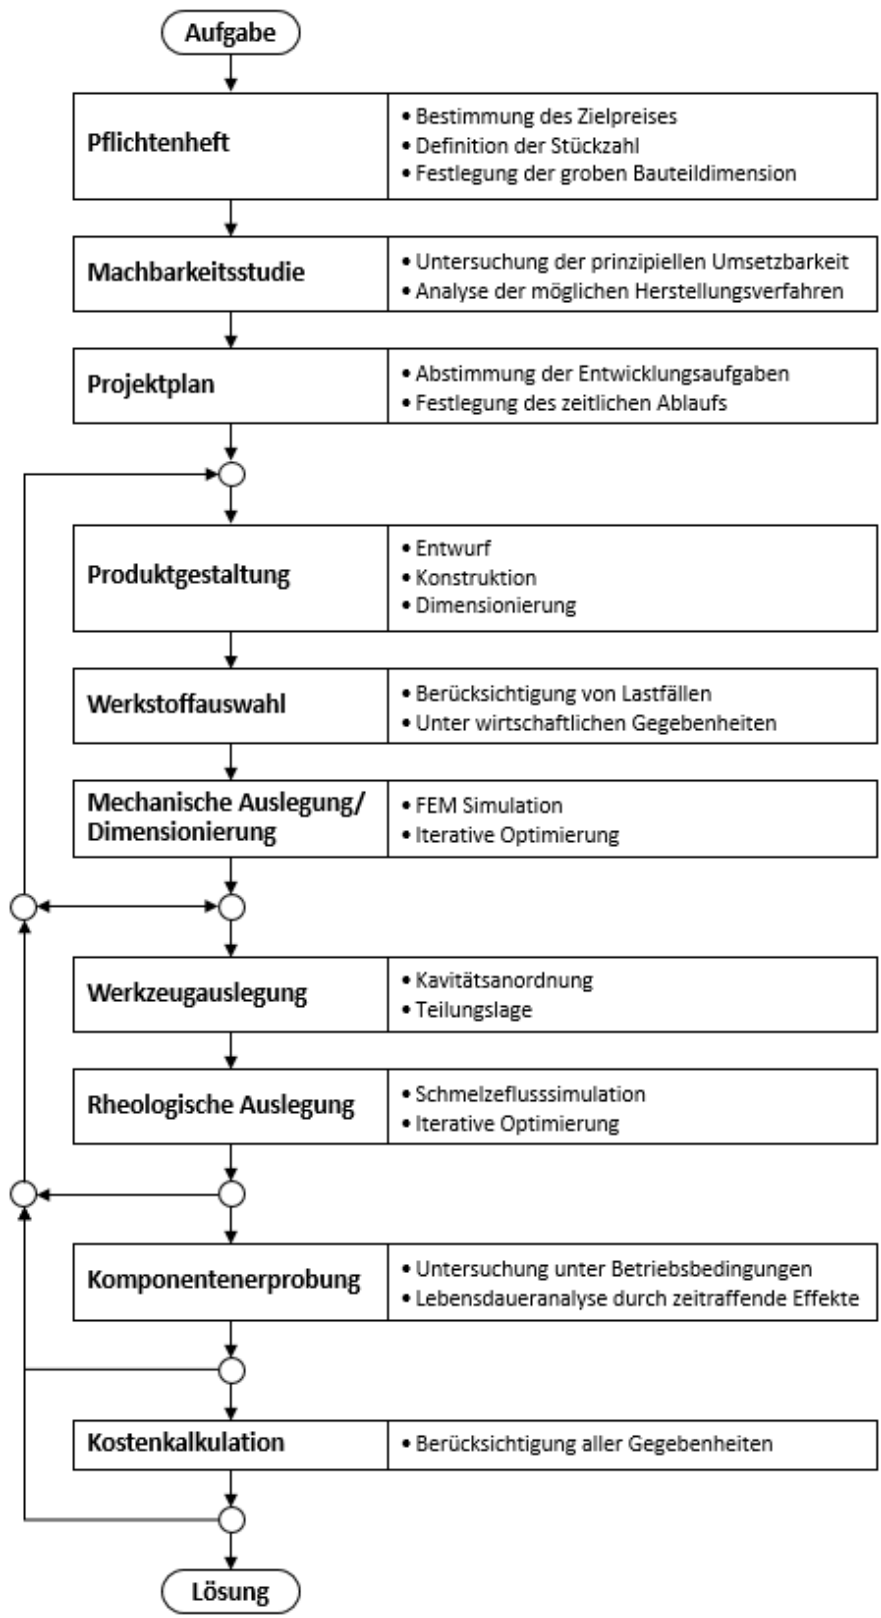 Aufgabe
Pflichtenheft
• Bestimmung des Zielpreises
• Definition der Stückzahl
• Festlegung der groben Bauteildimension
Machbarkeitsstudie
• Untersuchung der prinzipiellen Umsetzbarkeit
• Analyse der möglichen Herstellungsverfahren
Projektplan
• Abstimmung der Entwicklungsaufgaben
• Festlegung des zeitlichen Ablaufs
Produktgestaltung
• Entwurf
• Konstruktion
• Dimensionierung
Werkstoffauswahl
• Berücksichtigung von Lastfällen
• Unter wirtschaftlichen Gegebenheiten
Mechanische Auslegung/
Dimensionierung
• FEM Simulation
• Iterative Optimierung
Werkzeugauslegung
• Kavitätsanordnung
• Teilungslage
Rheologische Auslegung
• Schmelzeflusssimulation
• Iterative Optimierung
Komponentenerprobung
• Untersuchung unter Betriebsbedingungen
• Lebensdaueranalyse durch zeitraffende Effekte
Kostenkalkulation
• Berücksichtigung aller Gegebenheiten
Lösung